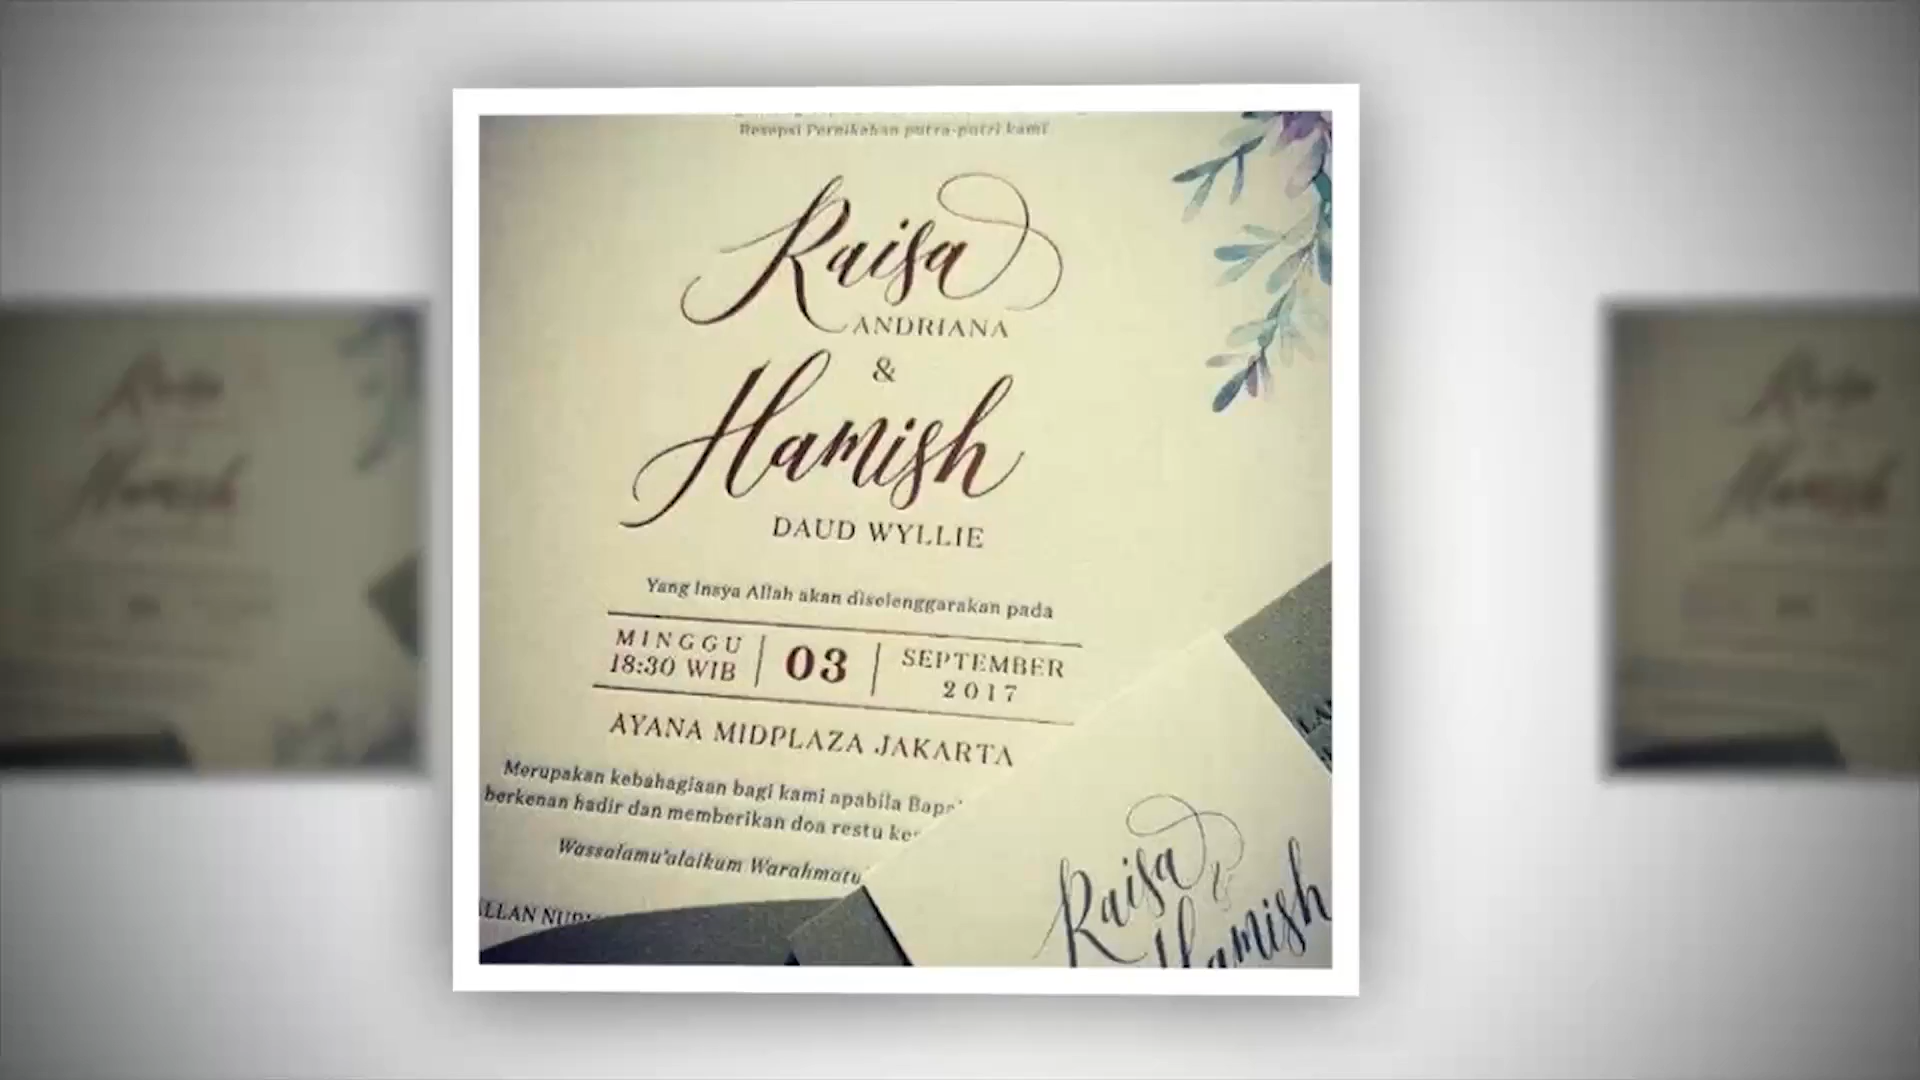 Resepsi Pernikahan putra-putri kami
Raisa
ANDRIANA
&
Hamish
DAUD WYLLIE
Yang Insya Allah akan diselenggarakan pada
MINGGU
18:30 WIB
03
SEPTEMBER
2017
AYANA MIDPLAZA JAKARTA
Merupakan kebahagiaan bagi kami apabila
berkenan hadir dan memberikan doa restu
Wassalamu'alaikum
Raisa
&
Hamish